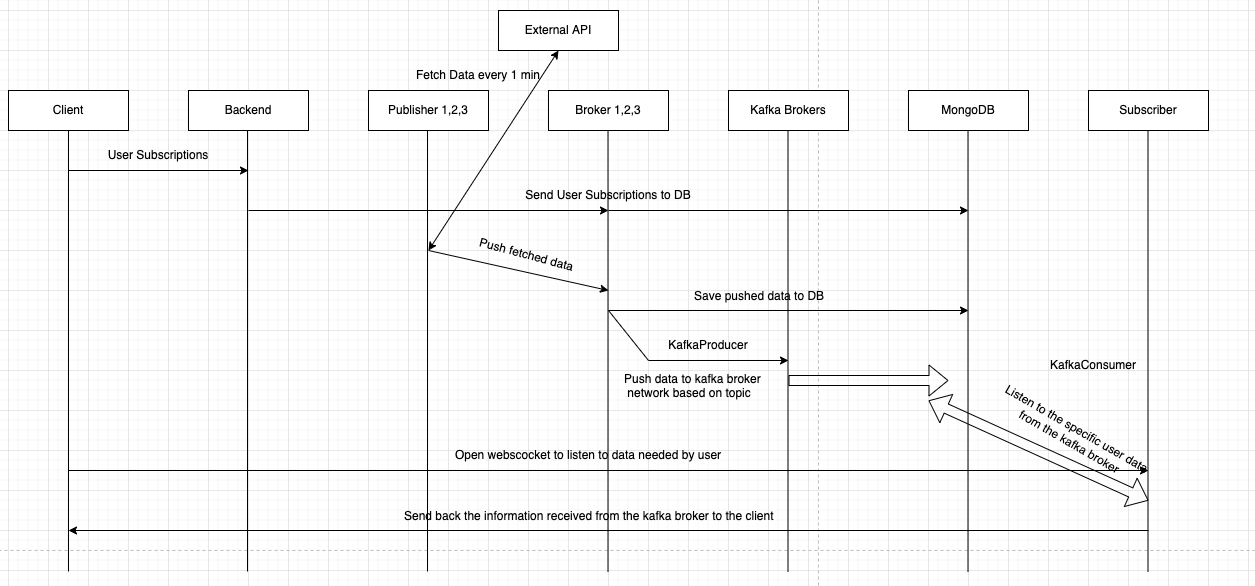 External API
Fetch Data every 1 min
Client
Backend
Publisher 1,2,3
Broker 1,2,3
Kafka Brokers
MongoDB
Subscriber
User Subscriptions
Send User Subscriptions to DB
Push fetched data
Save pushed data to DB
KafkaProducer
Push data to kafka broker
network based on topic
KafkaConsumer
Listen to the specific user data
from the kafka broker
Open webscocket to listen to data needed by user
Send back the information received from the kafka broker to the client